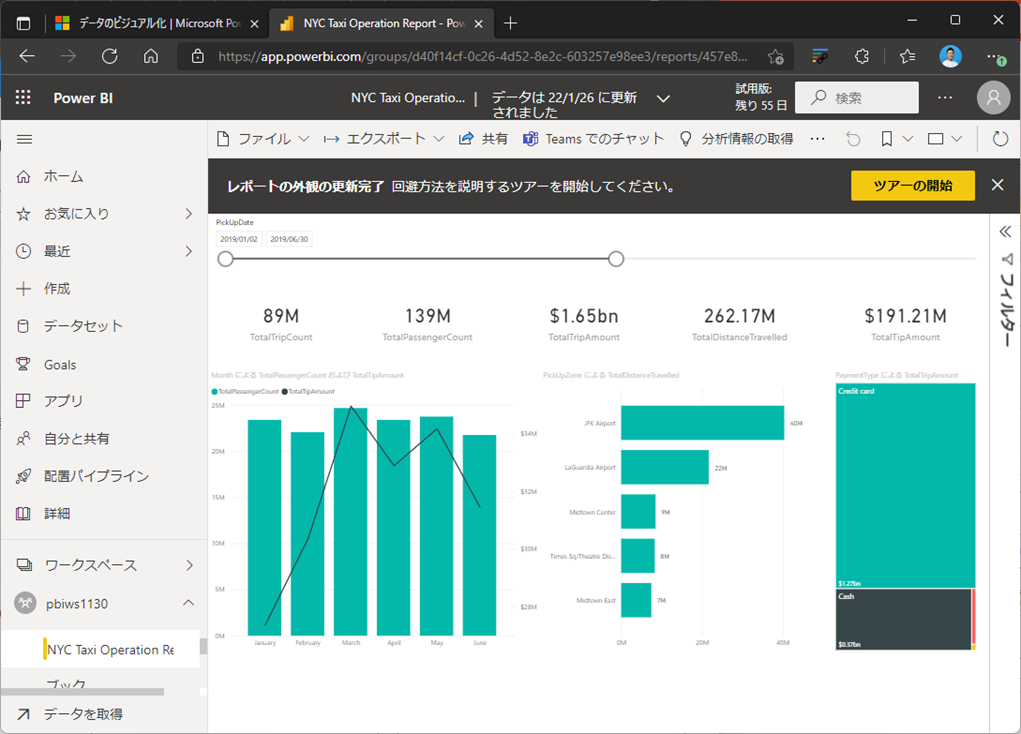 データのビジュアル化 | Microsoft Po
NYC Taxi Operation Report - Pow
https://app.powerbi.com/groups/d40f14cf-0c26-4d52-8e2c-603257e98ee3/reports/457e8...
Power BI
NYC Taxi Operatio...
データは 22/1/26 に更新
されました
試用版:
残り 55 日
検索
ファイル
エクスポート
共有
Teams でのチャット
分析情報の取得
ホーム
お気に入り
最近
作成
データセット
Goals
アプリ
自分と共有
配置パイプライン
詳細
ワークスペース
pbiws1130
NYC Taxi Operation Re
ブック
データを取得
レポートの外観の更新完了 回避方法を説明するツアーを開始してください。
ツアーの開始
フィルター
PickUpDate
2019/01/02
2019/06/30
89M
TotalTripCount
139M
TotalPassengerCount
$1.65bn
TotalTripAmount
262.17M
TotalDistanceTravelled
$191.21M
TotalTipAmount
Month による TotalPassengerCount および TotalTipAmount
TotalPassengerCount
TotalTipAmount
25M
20M
15M
10M
5M
0M
$34M
$32M
$30M
$28M
January
February
March
April
May
June
PickUpZone による TotalDistanceTravelled
JFK Airport
40M
LaGuardia Airport
22M
Midtown Center
9M
Times Sq/Theatre Dis...
8M
Midtown East
7M
0M
20M
40M
PaymentType による TotalTripAmount
Credit card
$1.27bn
Cash
$0.37bn